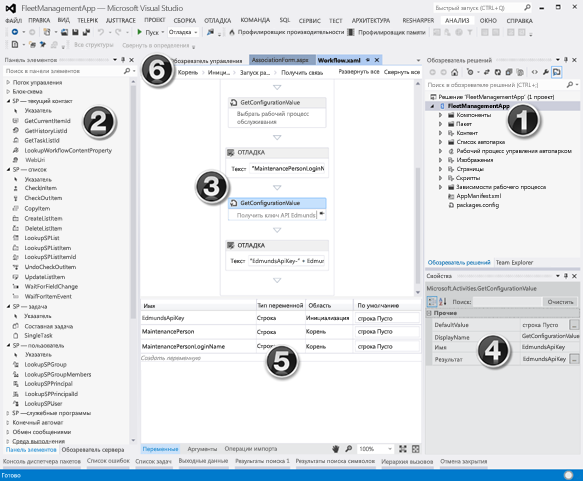 FleetManagementApp - Microsoft Visual Studio
Быстрый запуск (CTRL+Q)
ФАЙЛ ПРАВКА ВИД TELERIK JUSTTRACE ПРОЕКТ СБОРКА ОТЛАДКА КОМАНДА SQL СЕРВИС ТЕСТ АРХИТЕКТУРА RESHARPER АНАЛИЗ ОКНО СПРАВКА
Пуск Отладка Профилировщик производительности Профилировщик памяти
Все структуры Свернуть в определения
Панель элементов
Поиск в панели элементов
Поток управления
Блок-схема
SP — текущий контакт
Указатель
GetCurrentItemId
GetHistoryListId
GetTaskListId
LookupWorkflowContentProperty
WebUri
SP — список
Указатель
CheckInItem
CheckOutItem
CopyItem
CreateListItem
DeleteListItem
LookupSPList
LookupSPListItem
LookupSPListItemId
UndoCheckOutItem
UpdateListItem
WaitForFieldChange
WaitForItemEvent
SP — задача
Указатель
Составная задача
SingleTask
SP — пользователь
Указатель
LookupSPGroup
LookupSPGroupMembers
LookupSPPrincipal
LookupSPPrincipalId
LookupSPUser
SP —служебные программы
Конечный автомат
Обмен сообщениями
Среда выполнения
Панель элементов Обозреватель сервера
2
Обозреватель управления AssociationForm.aspx Workflow.xaml
6
Корень Иници... Запуск ра... Получить связь Развернуть все Свернуть все
GetConfigurationValue
Выбрать рабочий процесс обслуживания
ОТЛАДКА
Текст "MaintenancePersonLoginN
3
GetConfigurationValue
Получить ключ API Edmunds
ОТЛАДКА
Текст "EdmundsApiKey-" + Edmur
Имя Тип переменной Область По умолчанию
EdmundsApiKey Строка Инициализация строка Пусто
MaintenancePerson Строка Корень строка Пусто
MaintenancePersonLoginName Строка Корень строка Пусто
Создать переменную
5
Переменные Аргументы Операции импорта 100%
Обозреватель решений
Поиск в обозревателе решений (CTRL+;)
Решение "FleetManagementApp" (1 проект)
FleetManagementApp
1
Компоненты
Пакет
Контент
Список автопарка
Рабочий процесс управления автопарком
Изображения
Страницы
Скрипты
Зависимости рабочего процесса
AppManifest.xml
packages.config
Обозреватель решений Team Explorer
Свойства
Microsoft.Activities.GetConfigurationValue
Поиск: Очистить
Прочие
DefaultValue строка Пусто ...
DisplayName GetConfigurationValue
Имя EdmundsApiKey
Результат EdmundsApiKey ...
4
Консоль диспетчера пакетов Список ошибок Список задач Выходные данные Результаты поиска 1 Результаты поиска символов Иерархия вызовов Отмена закрытия
Готово